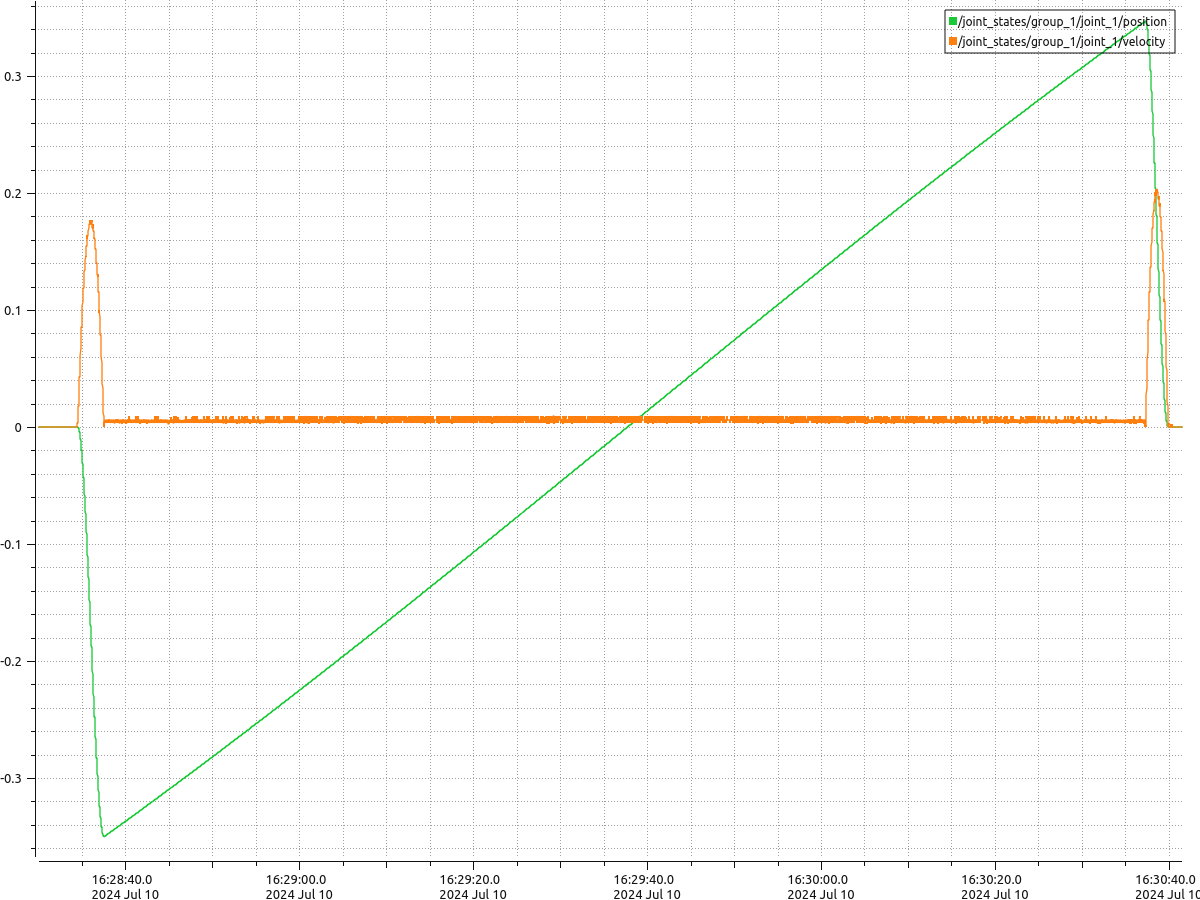 /joint_states/group_1/joint_1/position
/joint_states/group_1/joint_1/velocity
0.3
0.2
0.1
0
-0.1
-0.2
-0.3
16:28:40.0 16:29:00.0 16:29:20.0 16:29:40.0 16:30:00.0 16:30:20.0 16:30:40.0
2024 Jul 10 2024 Jul 10 2024 Jul 10 2024 Jul 10 2024 Jul 10 2024 Jul 10 2024 Jul 10